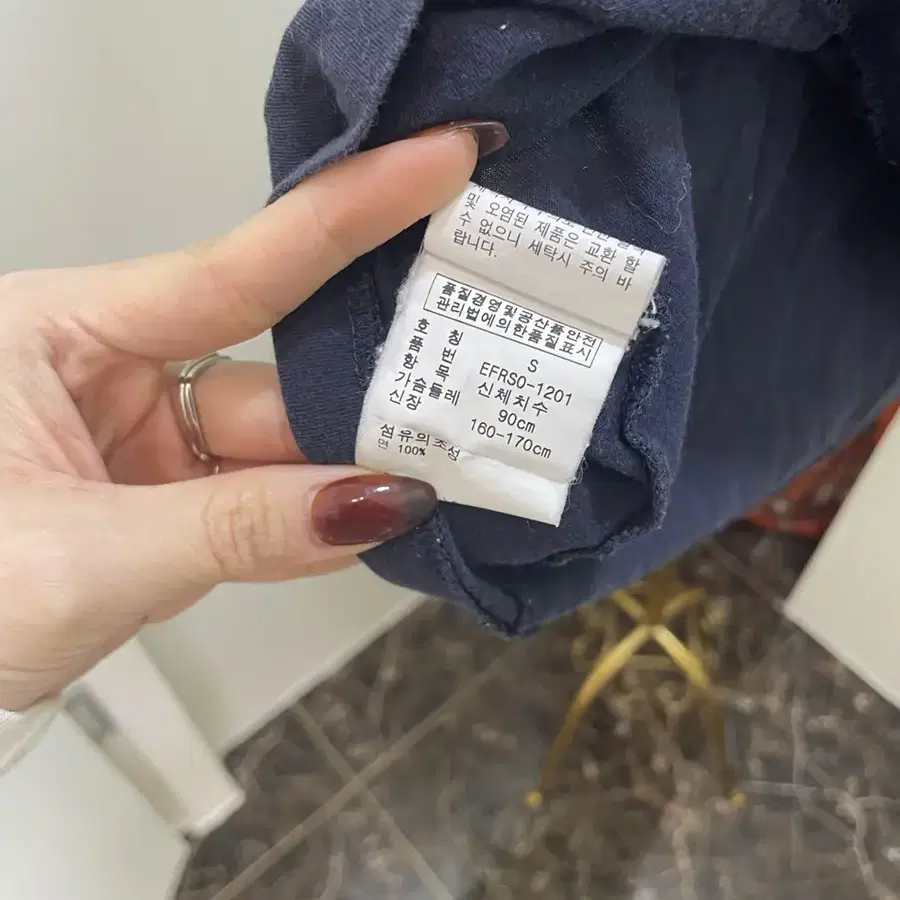 및 오염된 제품은 교환 할
수 없으니 세탁시 주의 바
랍니다.
품질경영및공산품안전
관리법에의한품질표시
호 칭 S
품 번 EFRSO-1201
항 목 신체치수
가슴둘레 90cm
신장 160-170cm
섬유의조성
면 100%